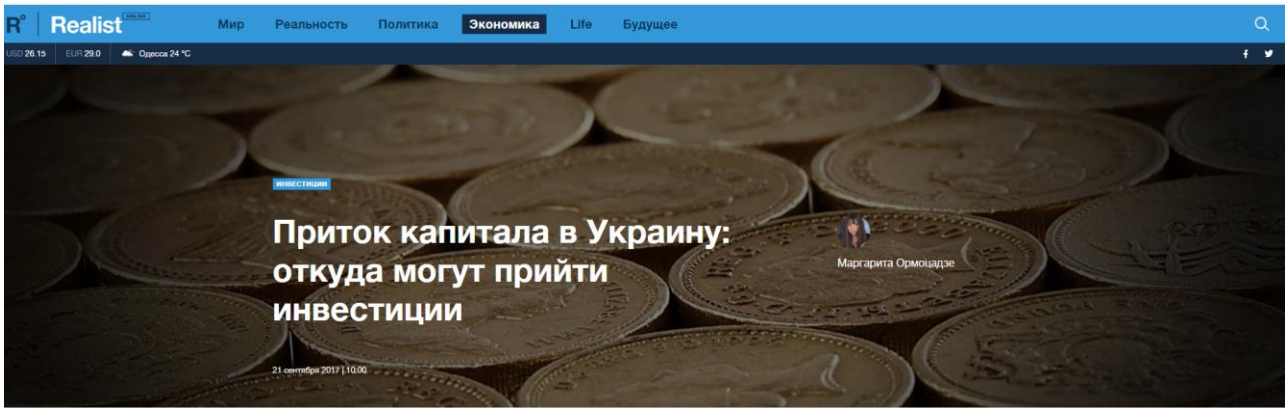 R° Realist ONLINE Мир Реальность Политика Экономика Life Будущее
USD 26.15 EUR 29.0 Одесса 24 °C
ИНВЕСТИЦИИ
Приток капитала в Украину:
откуда могут прийти
инвестиции
Маргарита Ормоцадзе
21 сентября 2017 | 10:00